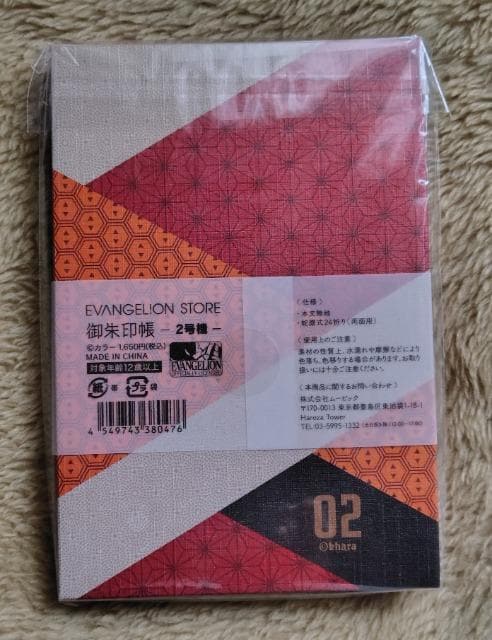 EVANGELION STORE
御朱印帳 – 2号機 –
©カラー 1,650円(税込)
MADE IN CHINA
対象年齢12歳以上
EVANGELION
紙 帯 プラ 袋
4 549743 380476
(仕様)
・本文無地
・蛇腹式24折り(両面用)
(使用上のご注意)
素材の性質上、水濡れや摩擦などにより
色落ち、色移りする場合があります。お取り
扱いには十分ご注意ください。
(本商品に関するお問い合わせ)
株式会社ムービック
〒170-0013 東京都豊島区東池袋1-18-1
Hareza Tower
TEL:03-5995-1332
02
©khara